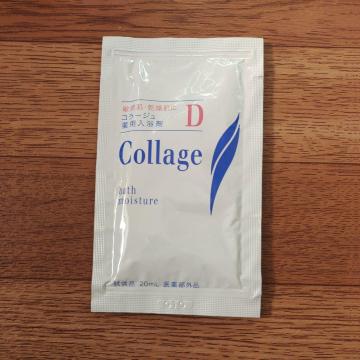 敏感肌・乾燥肌に
コラージュ D
薬用入浴剤
Collage
bath
moisture
試供品 20mL 医薬部外品